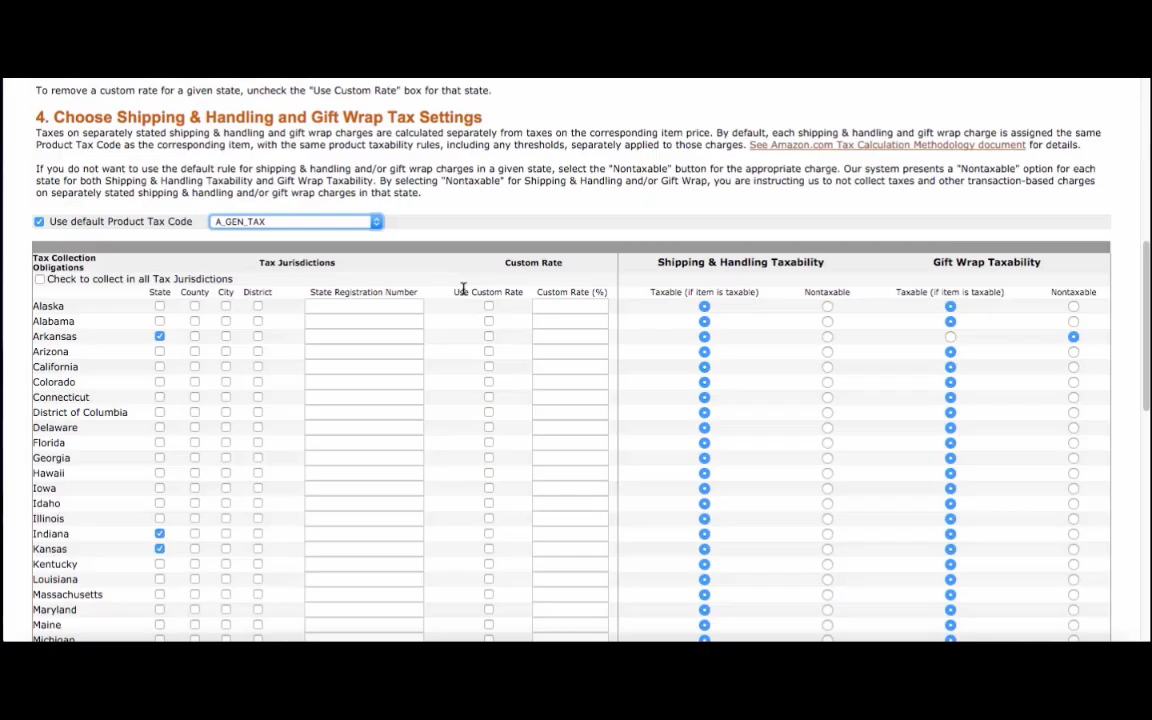 To remove a custom rate for a given state, uncheck the "Use Custom Rate" box for that state.
4. Choose Shipping & Handling and Gift Wrap Tax Settings
Taxes on separately stated shipping & handling and gift wrap charges are calculated separately from taxes on the corresponding item price. By default, each shipping & handling and gift wrap charge is assigned the same
Product Tax Code as the corresponding item, with the same product taxability rules, including any thresholds, separately applied to those charges. See Amazon.com Tax Calculation Methodology document for details.
If you do not want to use the default rule for shipping & handling and/or gift wrap charges in a given state, select the "Nontaxable" button for the appropriate charge. Our system presents a "Nontaxable" option for each
state for both Shipping & Handling Taxability and Gift Wrap Taxability. By selecting "Nontaxable" for Shipping & Handling and/or Gift Wrap, you are instructing us to not collect taxes and other transaction-based charges
on separately stated shipping & handling and/or gift wrap charges in that state.
Use default Product Tax Code A_GEN_TAX
Tax Collection
Obligations
Tax Jurisdictions Custom Rate Shipping & Handling Taxability Gift Wrap Taxability
Check to collect in all Tax Jurisdictions
State County City District State Registration Number Use Custom Rate Custom Rate (%) Taxable (if item is taxable) Nontaxable Taxable (if item is taxable) Nontaxable
Alaska
Alabama
Arkansas
Arizona
California
Colorado
Connecticut
District of Columbia
Delaware
Florida
Georgia
Hawaii
Iowa
Idaho
Illinois
Indiana
Kansas
Kentucky
Louisiana
Massachusetts
Maryland
Maine
Michigan